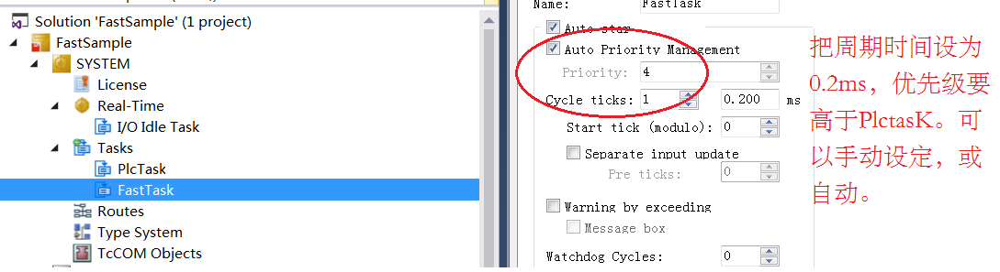 Solution 'FastSample' (1 project)
FastSample
SYSTEM
License
Real-Time
I/O Idle Task
Tasks
PlcTask
FastTask
Routes
Type System
TcCOM Objects
Name: FastTask
Auto star
Auto Priority Management
Priority: 4
Cycle ticks: 1 0.200 ms
Start tick (modulo): 0
Separate input update
Pre ticks: 0
Warning by exceeding
Message box
Watchdog Cycles: 0
把周期时间设为
0.2ms，优先级要
高于PlctasK。可
以手动设定，或
自动。